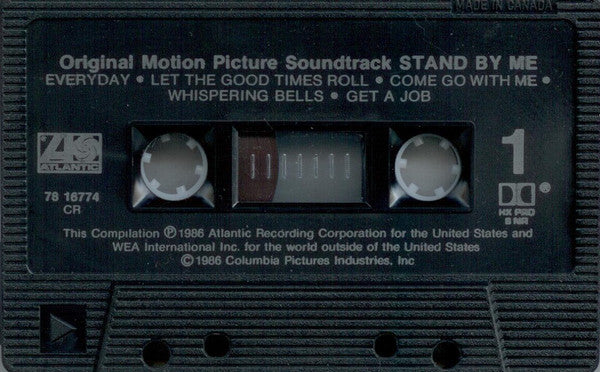 MADE IN CANADA
Original Motion Picture Soundtrack STAND BY ME
EVERYDAY • LET THE GOOD TIMES ROLL • COME GO WITH ME •
WHISPERING BELLS • GET A JOB
ATLANTIC
1
78 16774
CR
HX PRO
B NR
This Compilation Ⓟ 1986 Atlantic Recording Corporation for the United States and
WEA International Inc. for the world outside of the United States
© 1986 Columbia Pictures Industries, Inc